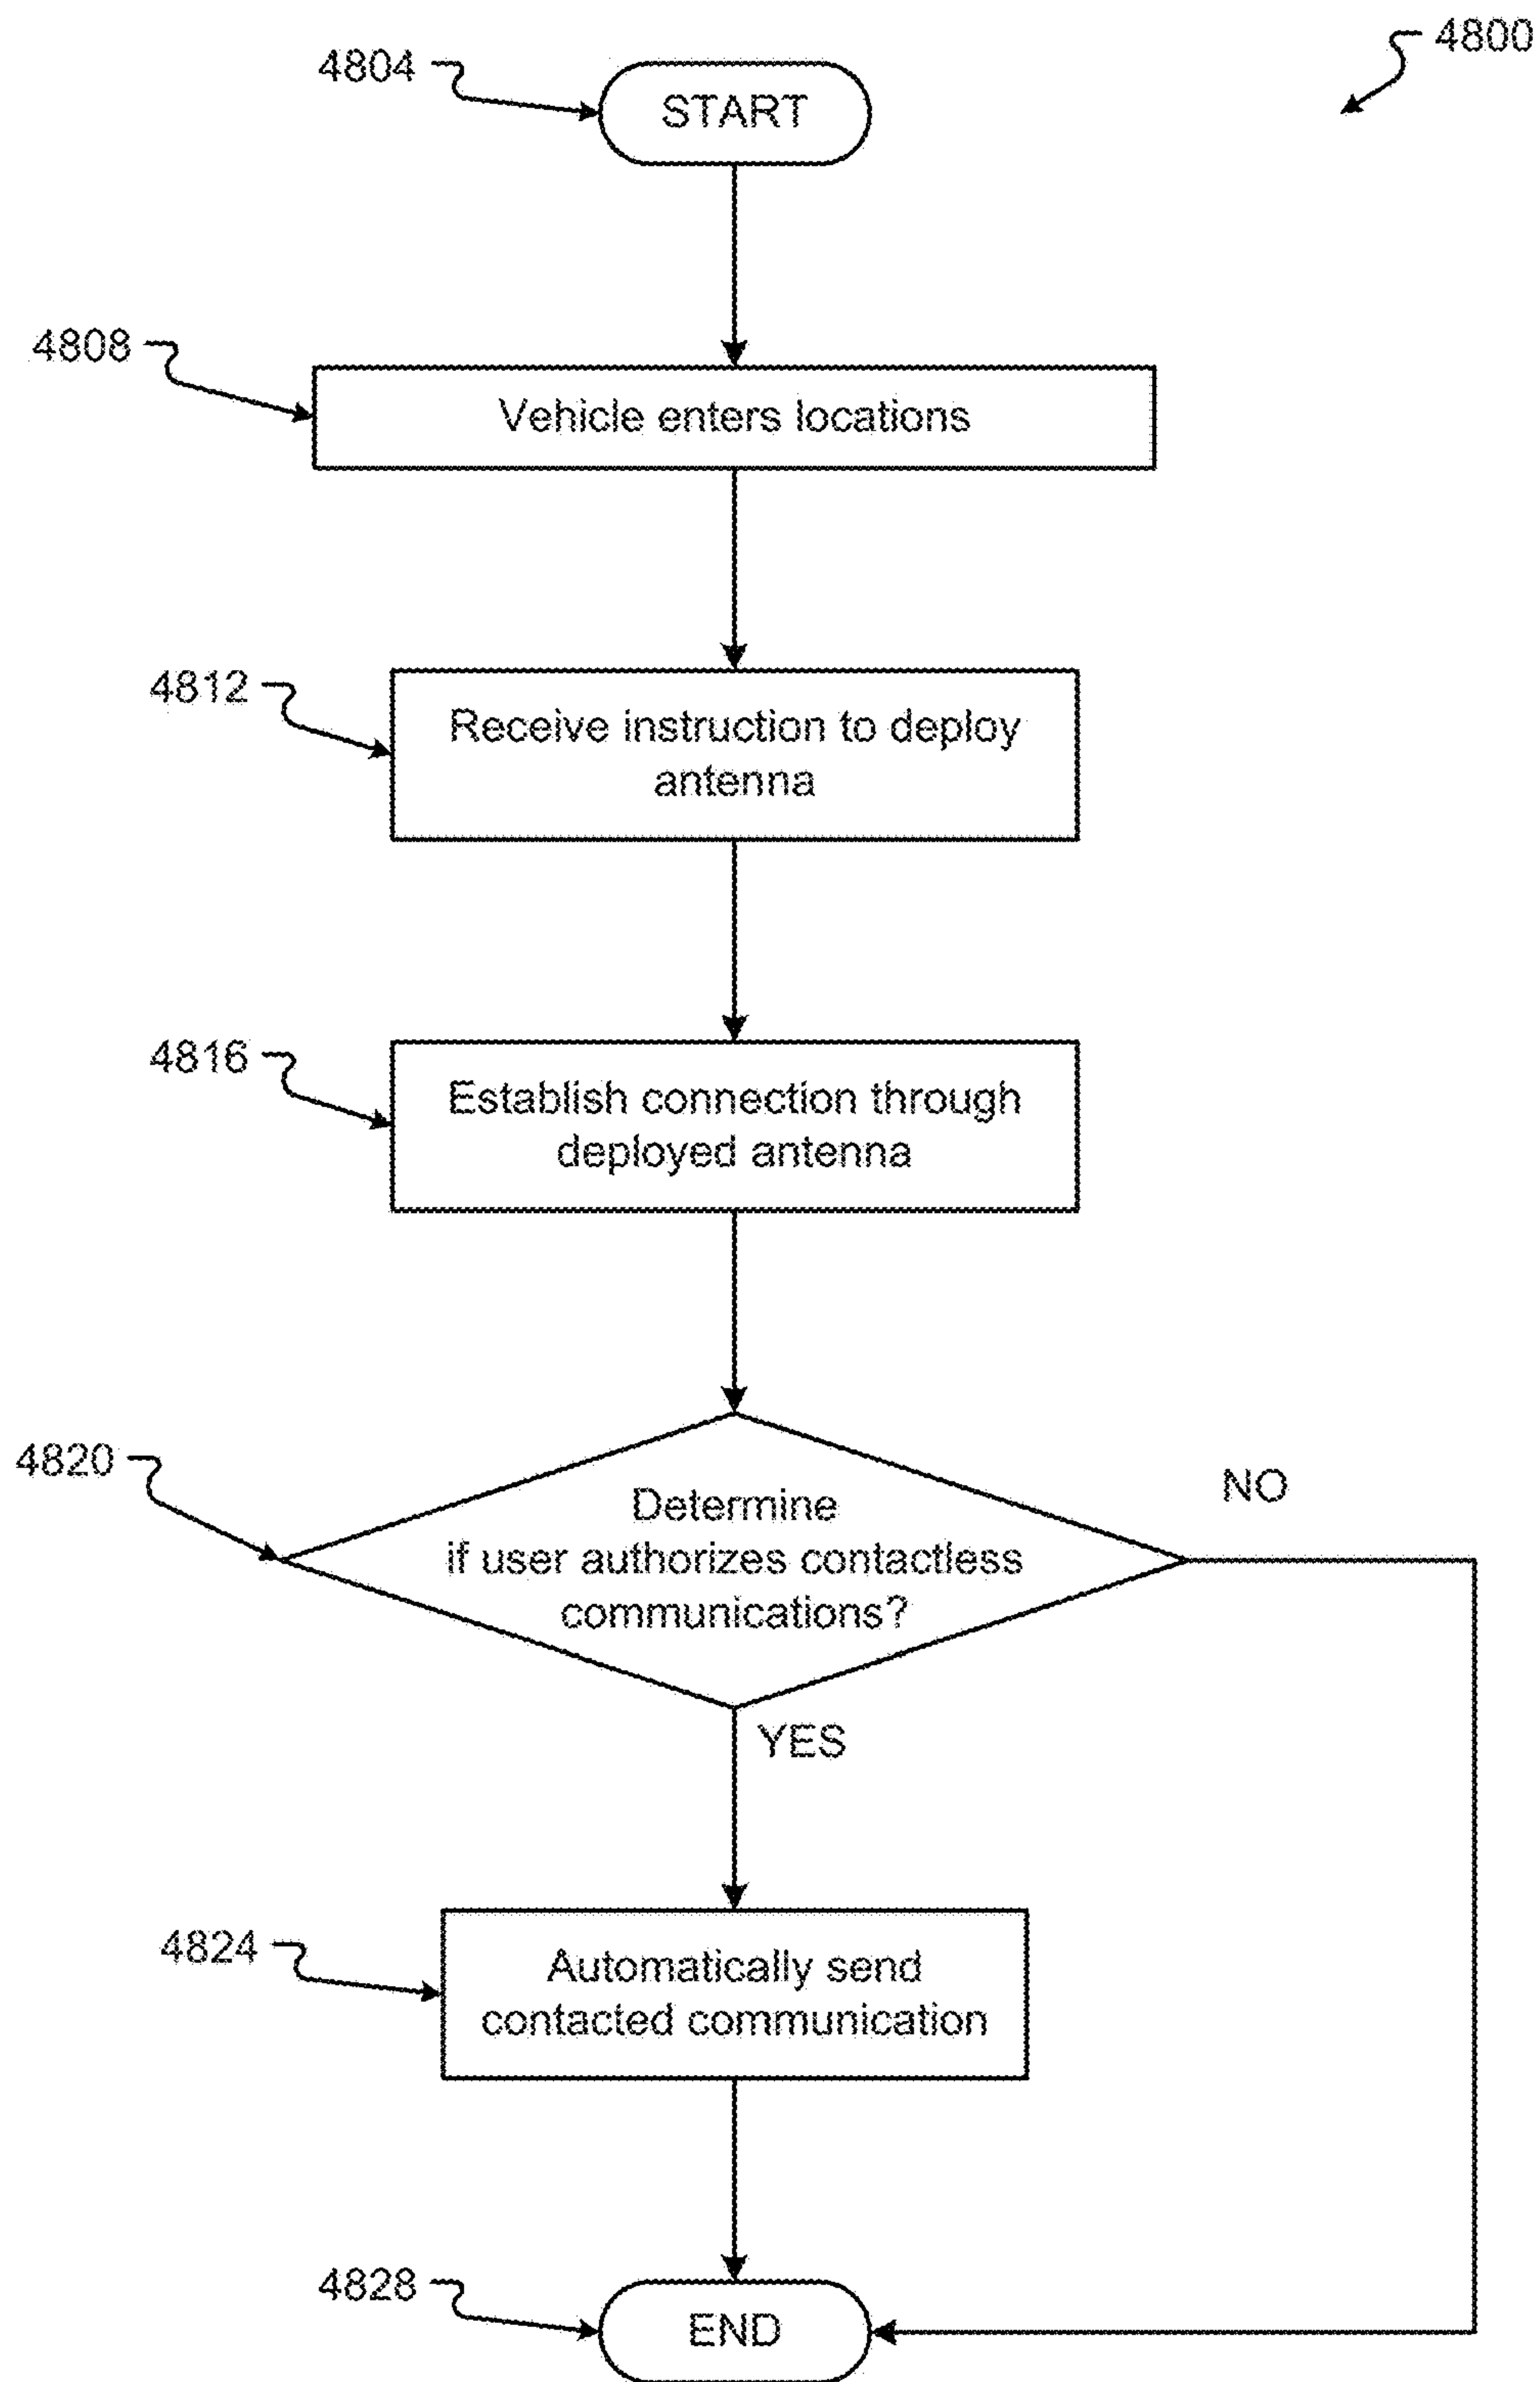 4800
4804
START
4808
Vehicle enters locations
4812
Receive instruction to deploy
antenna
4816
Establish connection through
deployed antenna
4820
Determine
if user authorizes contactless
communications?
NO
YES
4824
Automatically send
contacted communication
4828
END